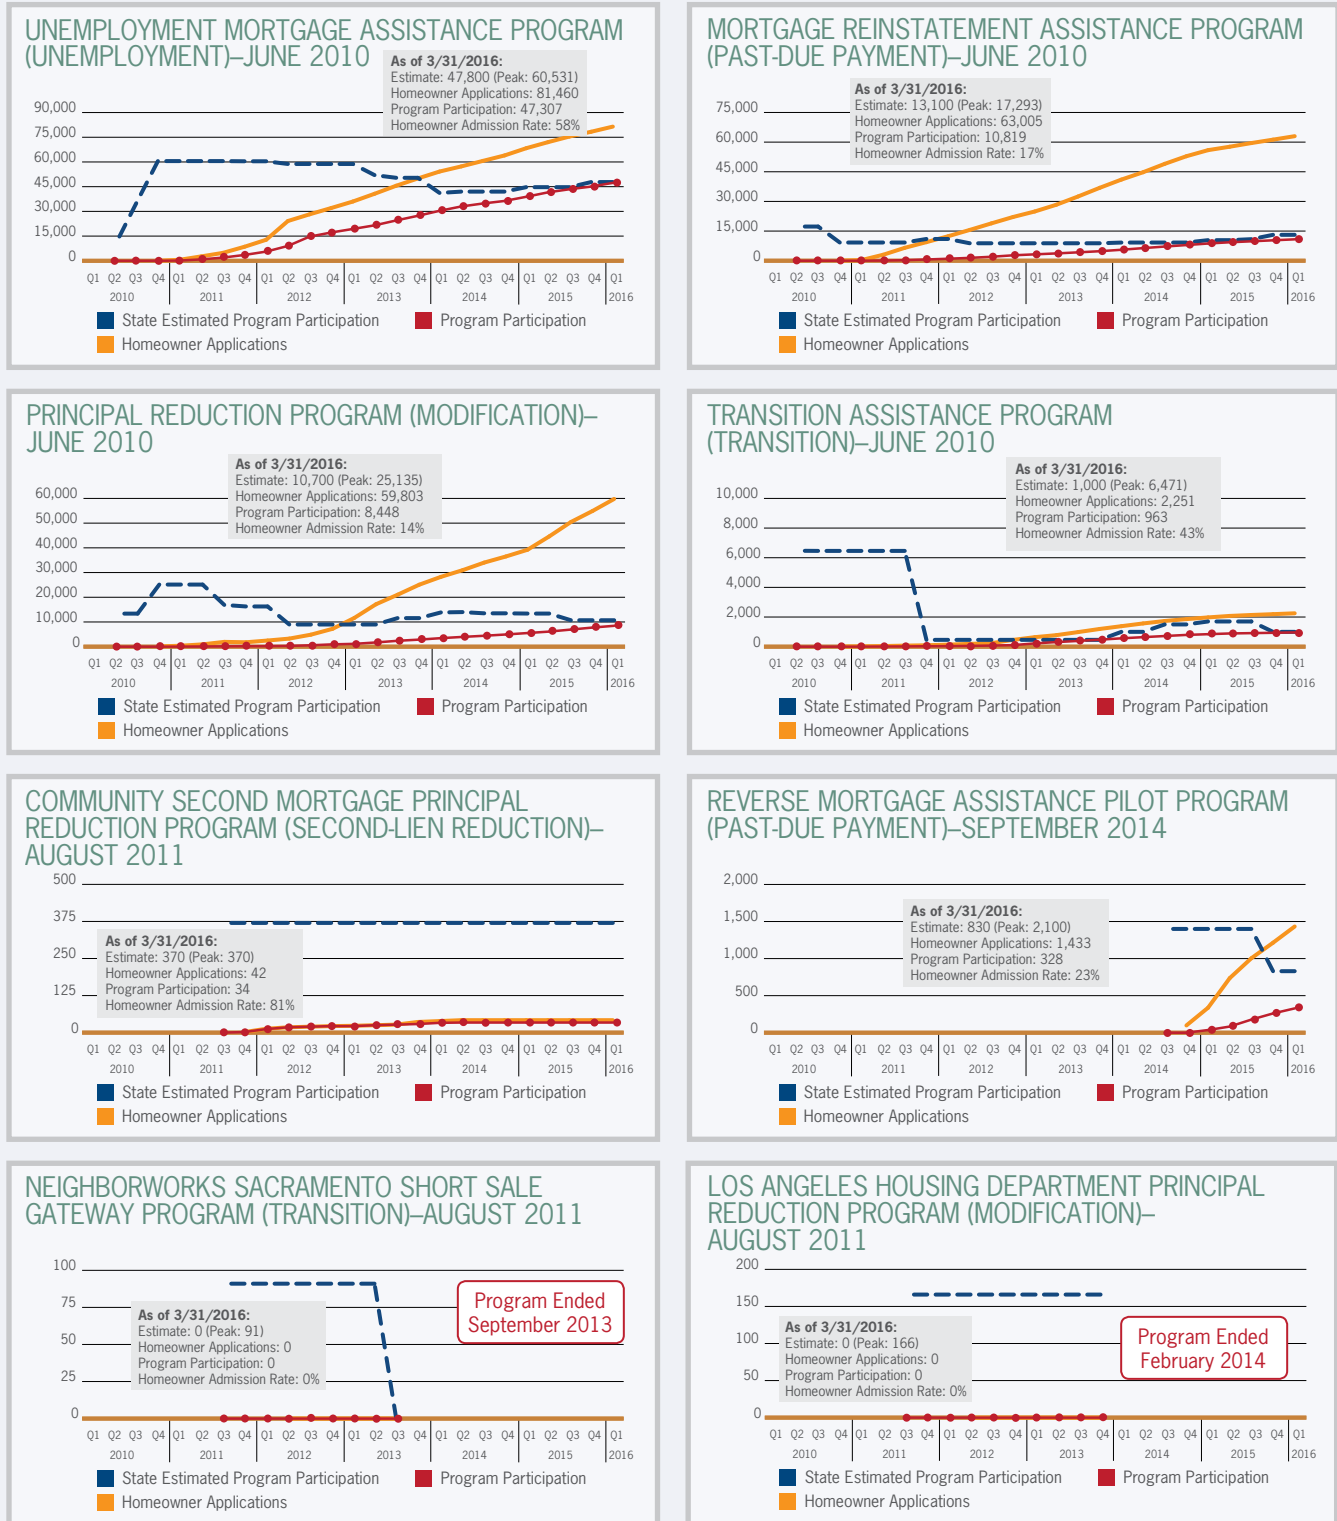 UNEMPLOYMENT MORTGAGE ASSISTANCE PROGRAM
(UNEMPLOYMENT)–JUNE 2010
As of 3/31/2016:
Estimate: 47,800 (Peak: 60,531)
Homeowner Applications: 81,460
Program Participation: 47,307
Homeowner Admission Rate: 58%
90,000
75,000
60,000
45,000
30,000
15,000
0
Q1 Q2 Q3 Q4 Q1 Q2 Q3 Q4 Q1 Q2 Q3 Q4 Q1 Q2 Q3 Q4 Q1 Q2 Q3 Q4 Q1 Q2 Q3 Q4 Q1
2010 2011 2012 2013 2014 2015 2016
State Estimated Program Participation Program Participation
Homeowner Applications
MORTGAGE REINSTATEMENT ASSISTANCE PROGRAM
(PAST-DUE PAYMENT)–JUNE 2010
As of 3/31/2016:
Estimate: 13,100 (Peak: 17,293)
Homeowner Applications: 63,005
Program Participation: 10,819
Homeowner Admission Rate: 17%
75,000
60,000
45,000
30,000
15,000
0
Q1 Q2 Q3 Q4 Q1 Q2 Q3 Q4 Q1 Q2 Q3 Q4 Q1 Q2 Q3 Q4 Q1 Q2 Q3 Q4 Q1 Q2 Q3 Q4 Q1
2010 2011 2012 2013 2014 2015 2016
State Estimated Program Participation Program Participation
Homeowner Applications
PRINCIPAL REDUCTION PROGRAM (MODIFICATION)–
JUNE 2010
As of 3/31/2016:
Estimate: 10,700 (Peak: 25,135)
Homeowner Applications: 59,803
Program Participation: 8,448
Homeowner Admission Rate: 14%
60,000
50,000
40,000
30,000
20,000
10,000
0
Q1 Q2 Q3 Q4 Q1 Q2 Q3 Q4 Q1 Q2 Q3 Q4 Q1 Q2 Q3 Q4 Q1 Q2 Q3 Q4 Q1 Q2 Q3 Q4 Q1
2010 2011 2012 2013 2014 2015 2016
State Estimated Program Participation Program Participation
Homeowner Applications
TRANSITION ASSISTANCE PROGRAM
(TRANSITION)–JUNE 2010
As of 3/31/2016:
Estimate: 1,000 (Peak: 6,471)
Homeowner Applications: 2,251
Program Participation: 963
Homeowner Admission Rate: 43%
10,000
8,000
6,000
4,000
2,000
0
Q1 Q2 Q3 Q4 Q1 Q2 Q3 Q4 Q1 Q2 Q3 Q4 Q1 Q2 Q3 Q4 Q1 Q2 Q3 Q4 Q1 Q2 Q3 Q4 Q1
2010 2011 2012 2013 2014 2015 2016
State Estimated Program Participation Program Participation
Homeowner Applications
COMMUNITY SECOND MORTGAGE PRINCIPAL
REDUCTION PROGRAM (SECOND-LIEN REDUCTION)–
AUGUST 2011
500
375
250
125
0
As of 3/31/2016:
Estimate: 370 (Peak: 370)
Homeowner Applications: 42
Program Participation: 34
Homeowner Admission Rate: 81%
Q1 Q2 Q3 Q4 Q1 Q2 Q3 Q4 Q1 Q2 Q3 Q4 Q1 Q2 Q3 Q4 Q1 Q2 Q3 Q4 Q1 Q2 Q3 Q4 Q1
2010 2011 2012 2013 2014 2015 2016
State Estimated Program Participation Program Participation
Homeowner Applications
REVERSE MORTGAGE ASSISTANCE PILOT PROGRAM
(PAST-DUE PAYMENT)–SEPTEMBER 2014
2,000
1,500
1,000
500
0
As of 3/31/2016:
Estimate: 830 (Peak: 2,100)
Homeowner Applications: 1,433
Program Participation: 328
Homeowner Admission Rate: 23%
Q1 Q2 Q3 Q4 Q1 Q2 Q3 Q4 Q1 Q2 Q3 Q4 Q1 Q2 Q3 Q4 Q1 Q2 Q3 Q4 Q1 Q2 Q3 Q4 Q1
2010 2011 2012 2013 2014 2015 2016
State Estimated Program Participation Program Participation
Homeowner Applications
NEIGHBORWORKS SACRAMENTO SHORT SALE
GATEWAY PROGRAM (TRANSITION)–AUGUST 2011
100
75
50
25
0
As of 3/31/2016:
Estimate: 0 (Peak: 91)
Homeowner Applications: 0
Program Participation: 0
Homeowner Admission Rate: 0%
Program Ended
September 2013
Q1 Q2 Q3 Q4 Q1 Q2 Q3 Q4 Q1 Q2 Q3 Q4 Q1 Q2 Q3 Q4 Q1 Q2 Q3 Q4 Q1 Q2 Q3 Q4 Q1
2010 2011 2012 2013 2014 2015 2016
State Estimated Program Participation Program Participation
Homeowner Applications
LOS ANGELES HOUSING DEPARTMENT PRINCIPAL
REDUCTION PROGRAM (MODIFICATION)–
AUGUST 2011
200
150
100
50
0
As of 3/31/2016:
Estimate: 0 (Peak: 166)
Homeowner Applications: 0
Program Participation: 0
Homeowner Admission Rate: 0%
Program Ended
February 2014
Q1 Q2 Q3 Q4 Q1 Q2 Q3 Q4 Q1 Q2 Q3 Q4 Q1 Q2 Q3 Q4 Q1 Q2 Q3 Q4 Q1 Q2 Q3 Q4 Q1
2010 2011 2012 2013 2014 2015 2016
State Estimated Program Participation Program Participation
Homeowner Applications